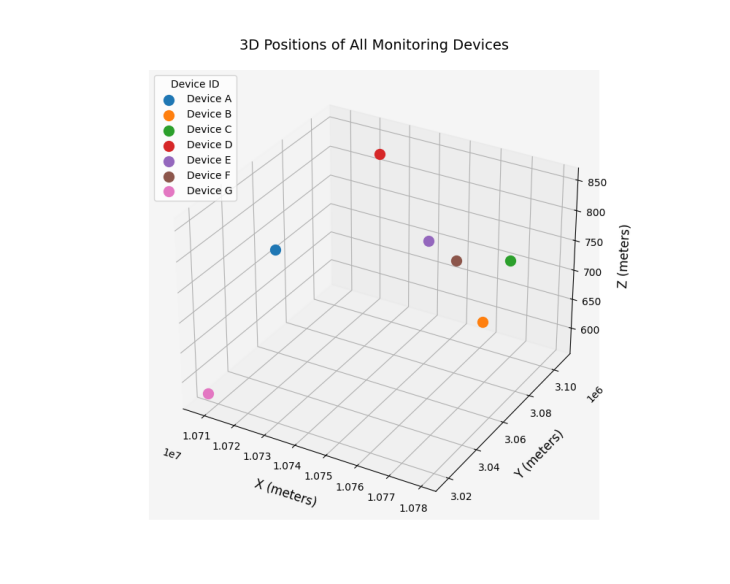 3D Positions of All Monitoring Devices
Device ID
Device A
Device B
Device C
Device D
Device E
Device F
Device G
850
800
750
700
650
600
Z (meters)
3.10
3.08
3.06
3.04
3.02
1e6
Y (meters)
1.071
1.072
1.073
1.074
1.075
1.076
1.077
1.078
1e7
X (meters)